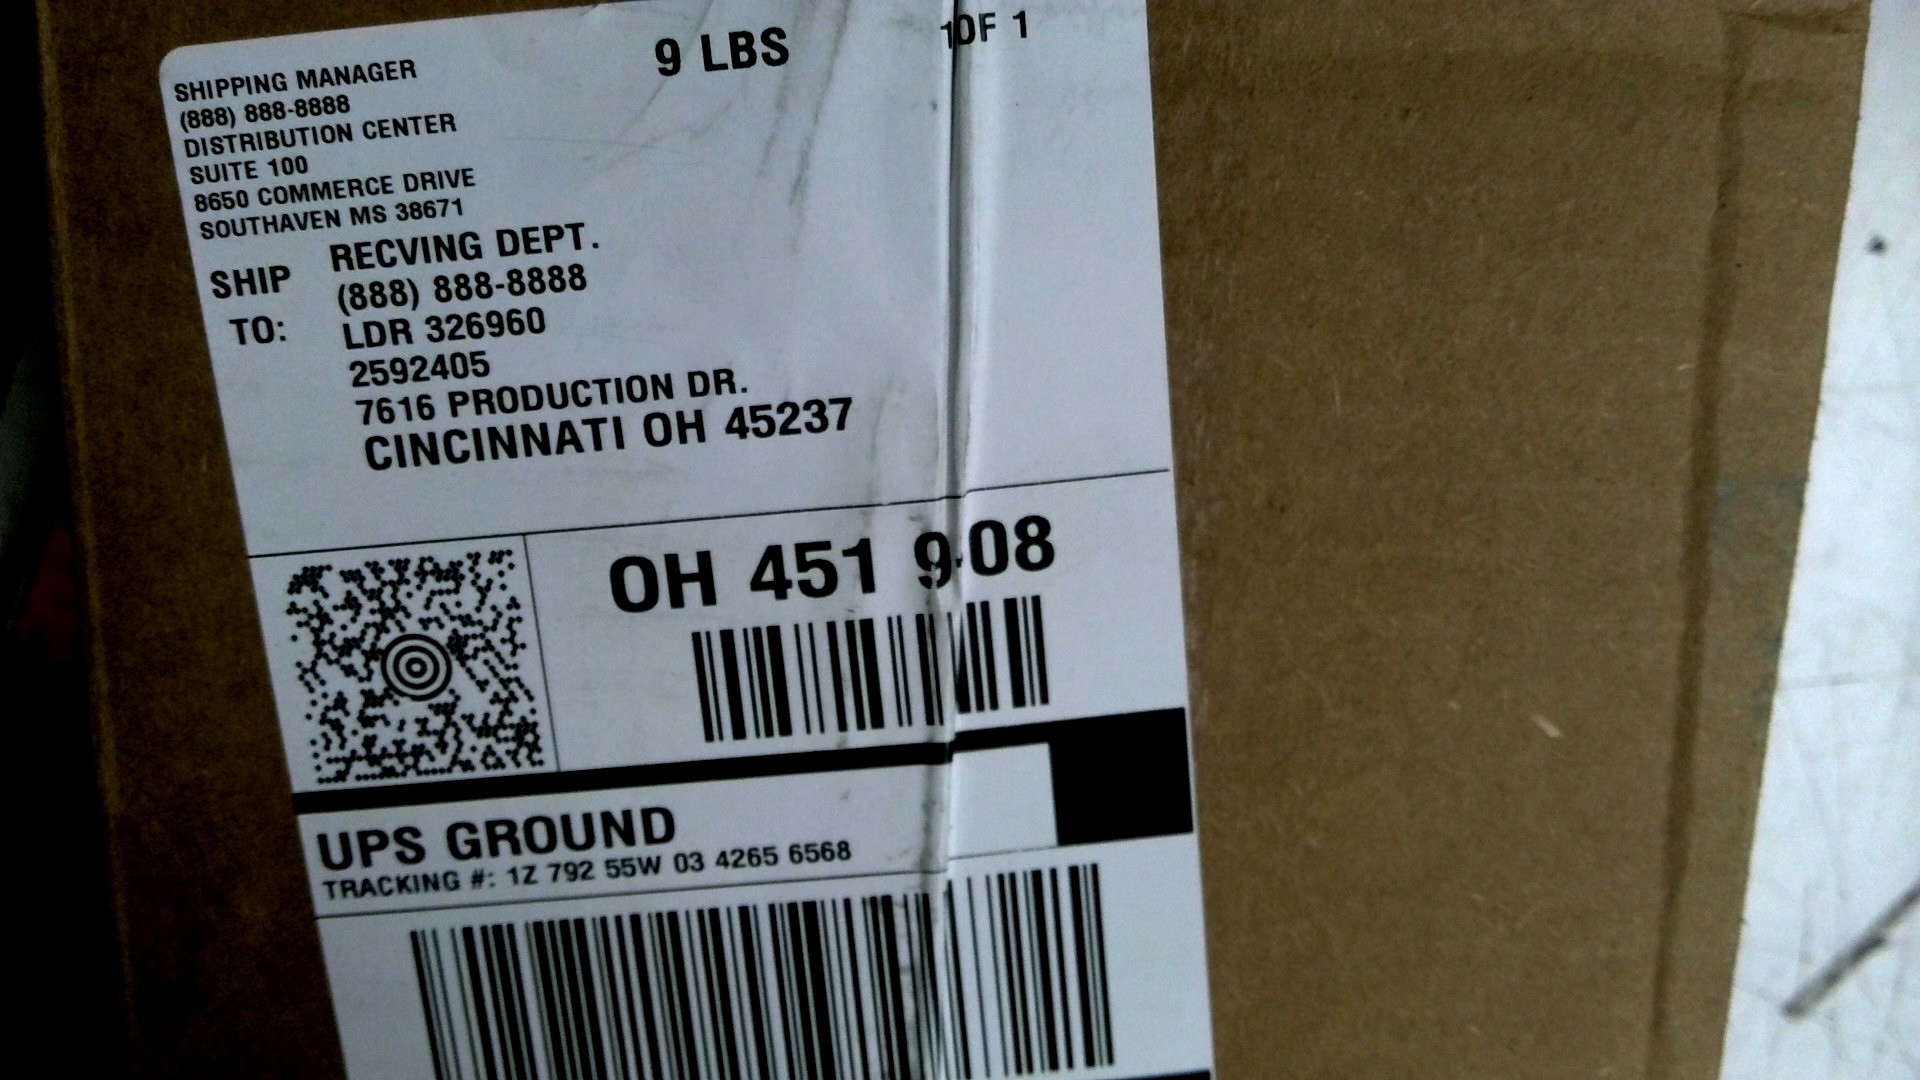 SHIPPING MANAGER
(888) 888-8888
DISTRIBUTION CENTER
SUITE 100
8650 COMMERCE DRIVE
SOUTHAVEN MS 38671
9 LBS
1 OF 1
SHIP TO:
RECVING DEPT.
(888) 888-8888
LDR 326960
2592405
7616 PRODUCTION DR.
CINCINNATI OH 45237
OH 451 9-08
UPS GROUND
TRACKING #: 1Z 792 55W 03 4265 6568